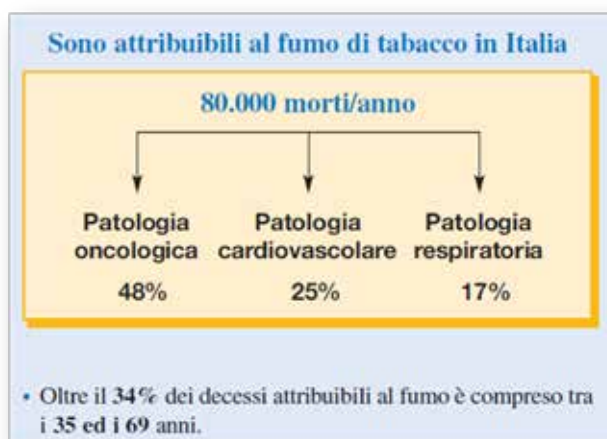 Sono attribuibili al fumo di tabacco in Italia
80.000 morti/anno
Patologia oncologica
48%
Patologia cardiovascolare
25%
Patologia respiratoria
17%
• Oltre il 34% dei decessi attribuibili al fumo è compreso tra
i 35 ed i 69 anni.